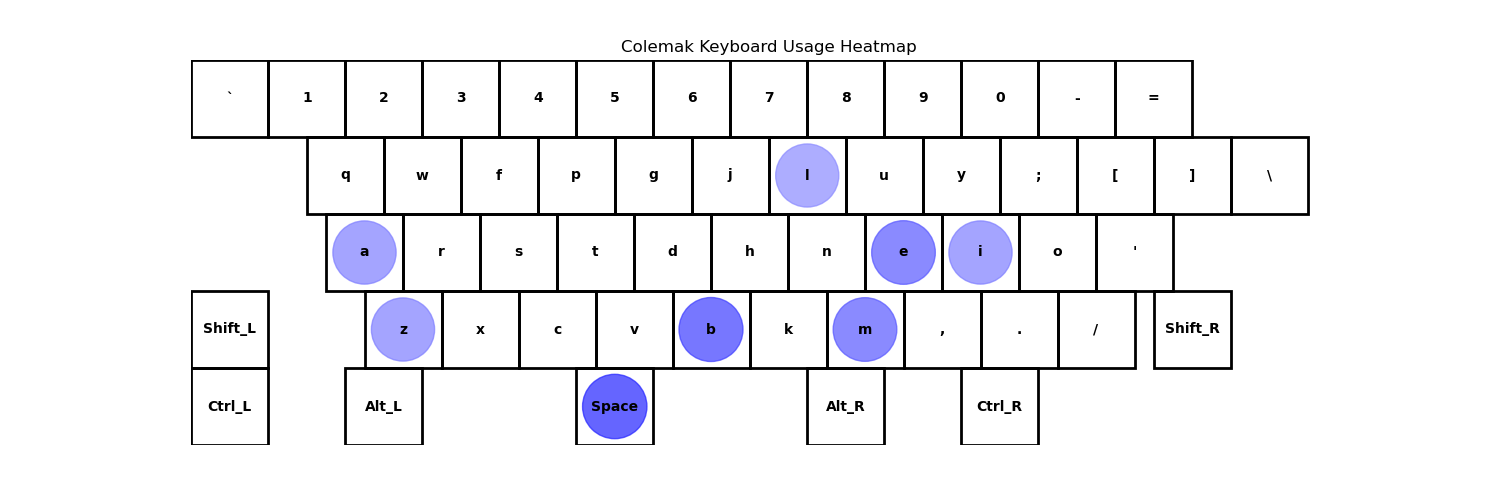 Colemak Keyboard Usage Heatmap
` 1 2 3 4 5 6 7 8 9 0 - =
q w f p g j l u y ; [ ] \
a r s t d h n e i o '
Shift_L z x c v b k m , . / Shift_R
Ctrl_L Alt_L Space Alt_R Ctrl_R